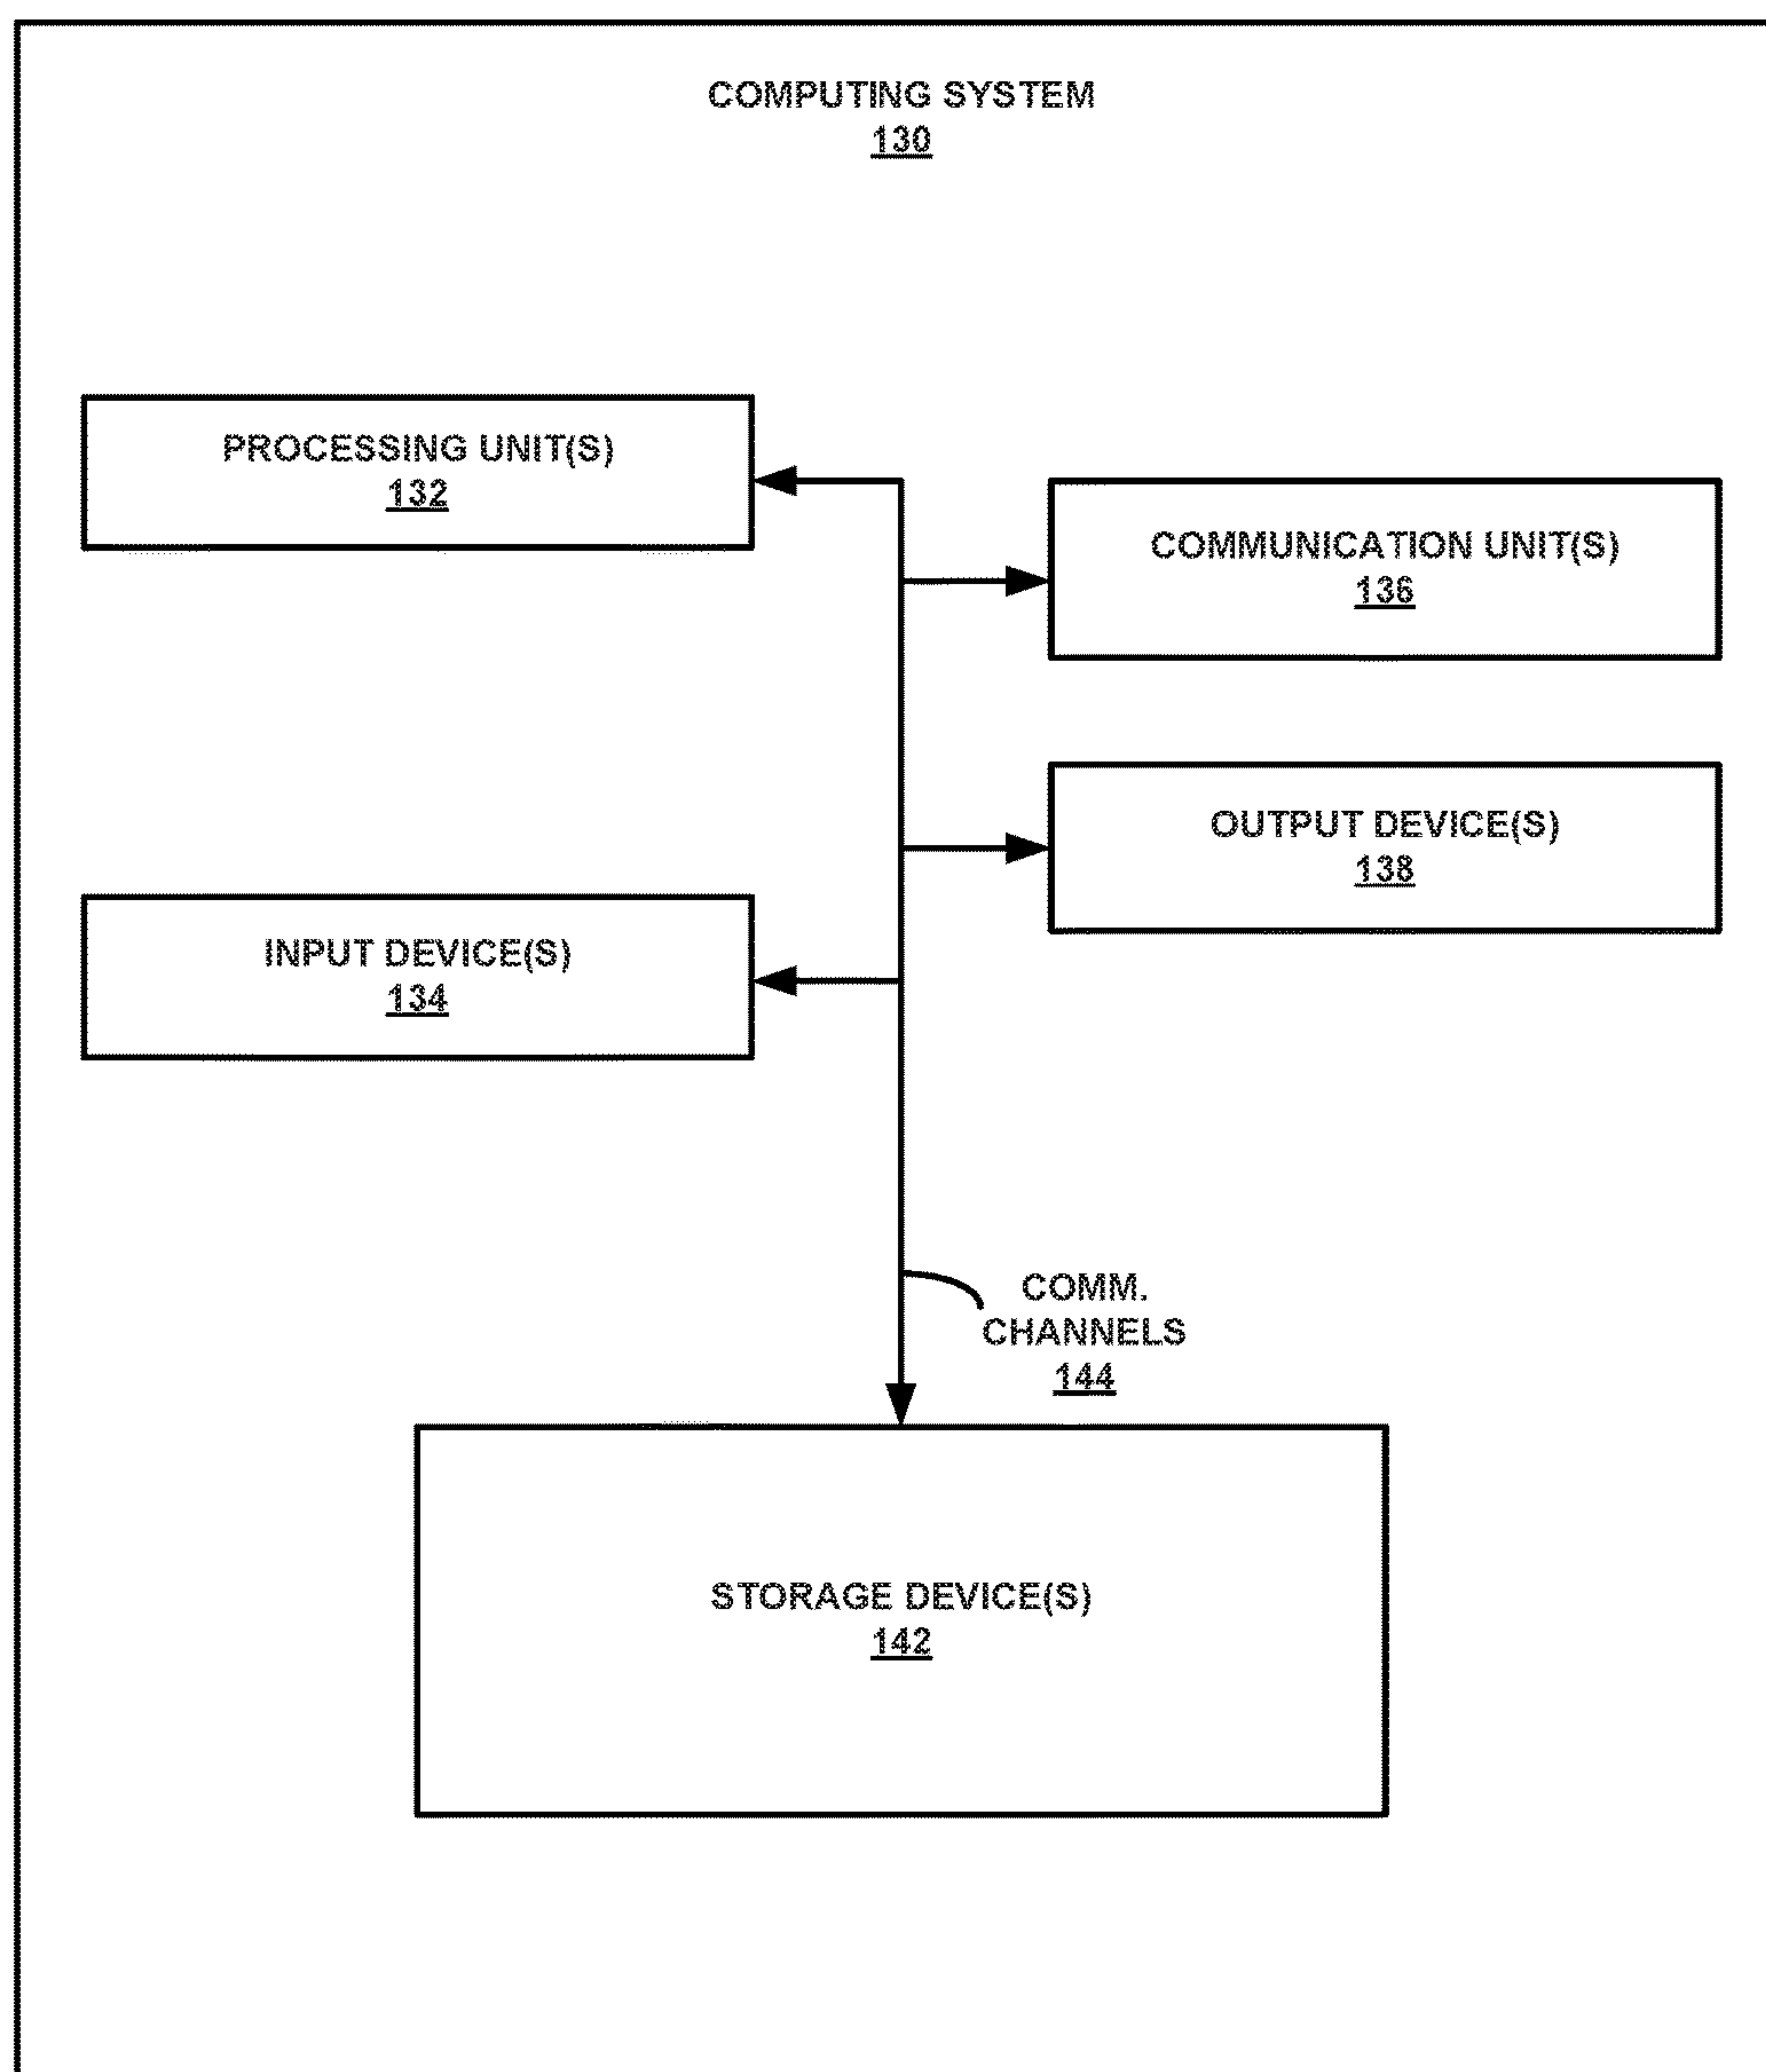 COMPUTING SYSTEM
130
PROCESSING UNIT(S)
132
COMMUNICATION UNIT(S)
136
OUTPUT DEVICE(S)
138
INPUT DEVICE(S)
134
COMM.
CHANNELS
144
STORAGE DEVICE(S)
142